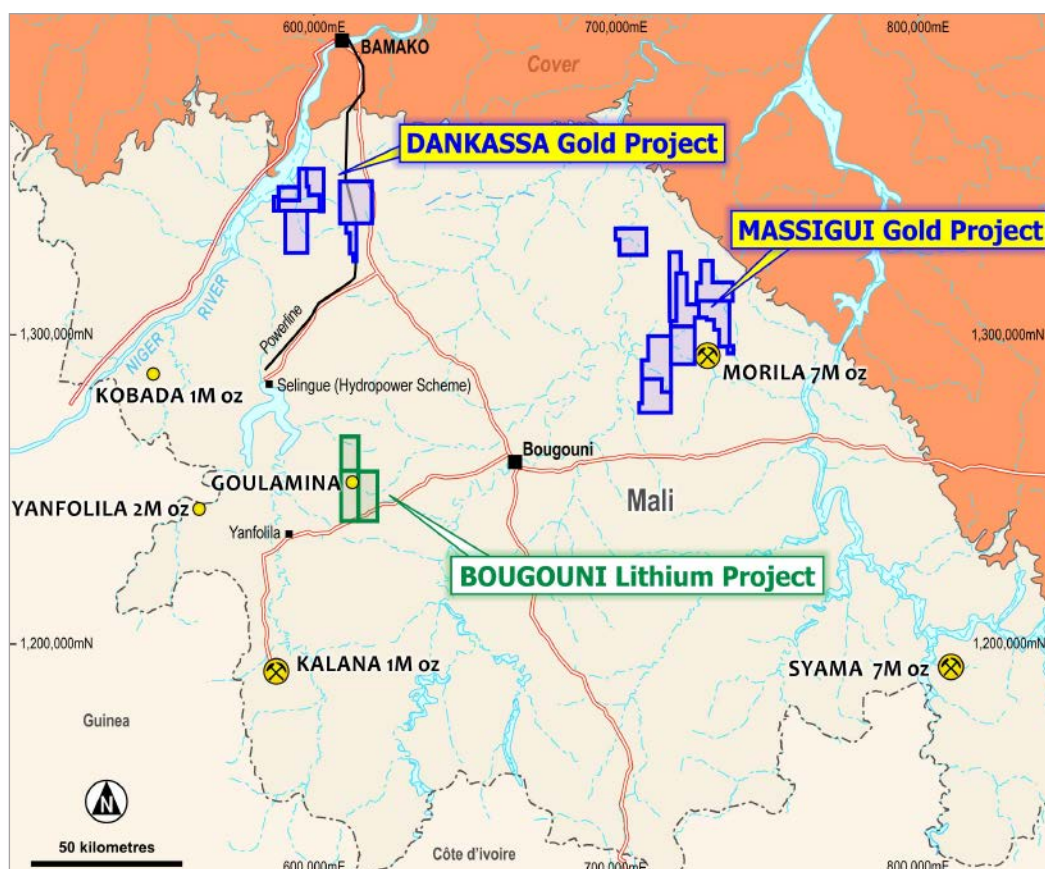 600,000mE
700,000mE
800,000mE
BAMAKO
Cover
DANKASSA Gold Project
MASSIGUI Gold Project
NIGER RIVER
Powerline
1,300,000mN
1,300,000mN
KOBADA 1M oz
Selingue (Hydropower Scheme)
MORILA 7M oz
Bougouni
GOULAMINA
Mali
YANFOLILA 2M oz
Yanfolila
BOUGOUNI Lithium Project
1,200,000mN
1,200,000mN
KALANA 1M oz
SYAMA 7M oz
Guinea
N
50 kilometres
Côte d'ivoire
600,000mE
700,000mE
800,000mE